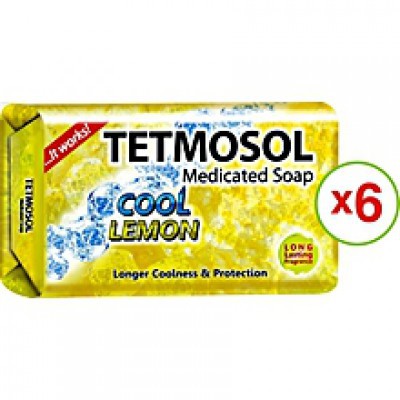 ...it works!
TETMOSOL
Medicated Soap
COOL
LEMON
LONG
Lasting
Fragrance
Longer Coolness & Protection
x6
TETMOSOL